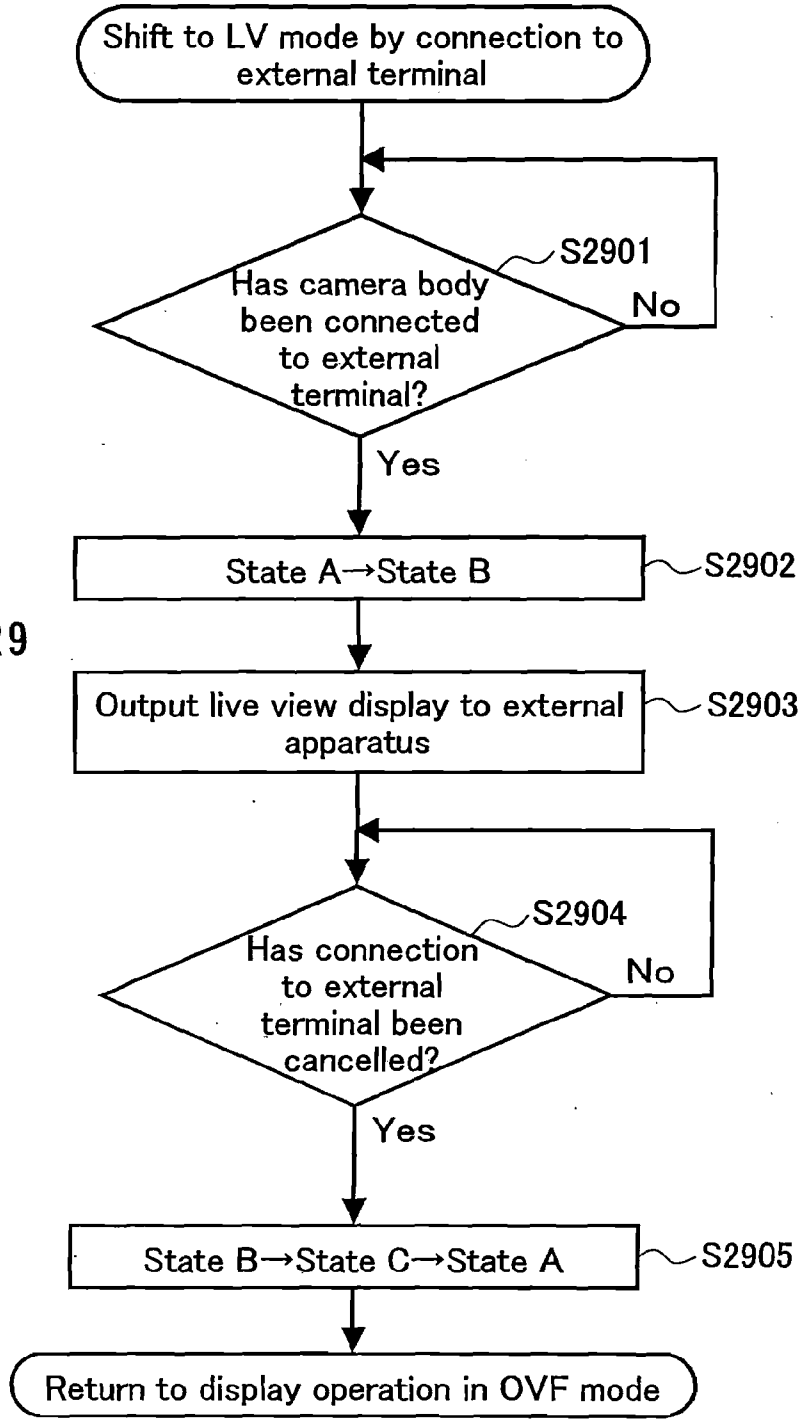 Shift to LV mode by connection to
external terminal
S2901
Has camera body
been connected
to external
terminal?
No
Yes
State A→State B
S2902
29
Output live view display to external
apparatus
S2903
S2904
Has connection
to external
terminal been
cancelled?
No
Yes
State B→State C→State A
S2905
Return to display operation in OVF mode